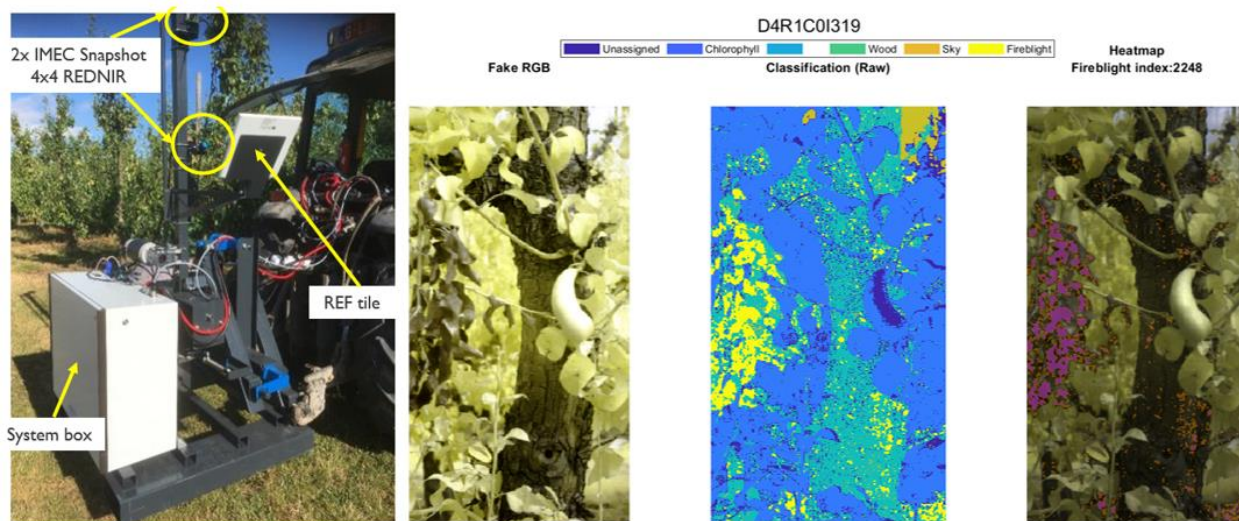 2x IMEC Snapshot
4x4 REDNIR
REF tile
System box
D4R1C0I319
Unassigned Chlorophyll Wood Sky Fireblight
Fake RGB
Classification (Raw)
Heatmap
Fireblight index:2248